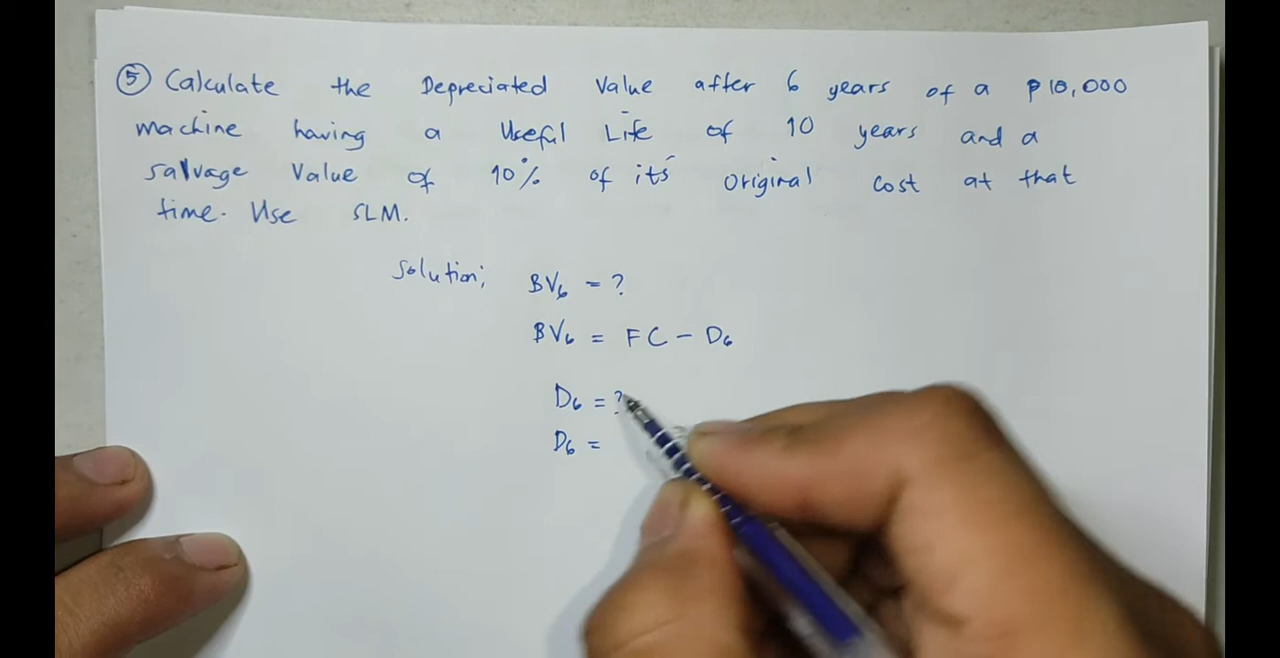 ⑤ Calculate the Depreciated Value after 6 years of a ₱10,000
machine having a Useful Life of 10 years and a
salvage Value of 10% of it's original cost at that
time. Use SLM.
Solution;
BV₆ = ?
BV₆ = FC - D₆
D₆ = ?
D₆ =